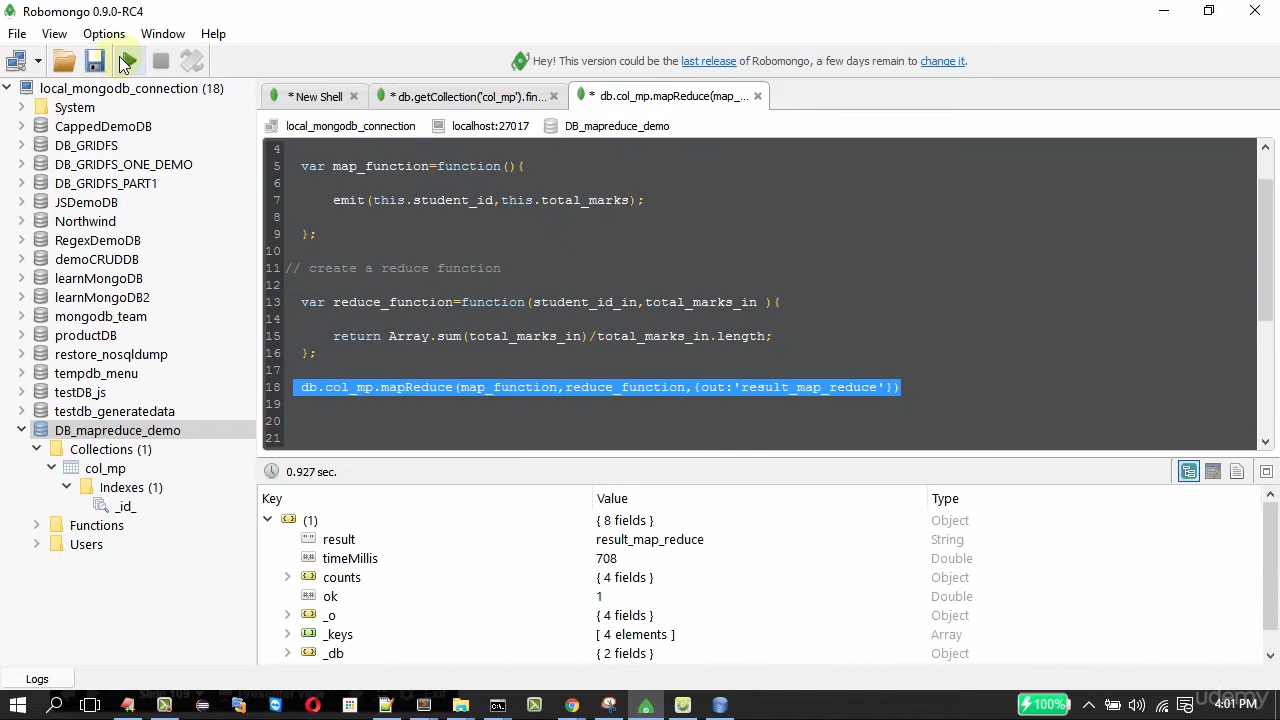 Robomongo 0.9.0-RC4
File View Options Window Help
Hey! This version could be the last release of Robomongo, a few days remain to change it.
local_mongodb_connection (18)
System
CappedDemoDB
DB_GRIDFS
DB_GRIDFS_ONE_DEMO
DB_GRIDFS_PART1
JSDemoDB
Northwind
RegexDemoDB
demoCRUDDB
learnMongoDB
learnMongoDB2
mongodb_team
productDB
restore_nosqldump
tempdb_menu
testDB_js
testdb_generatedata
DB_mapreduce_demo
Collections (1)
col_mp
Indexes (1)
_id_
Functions
Users
* New Shell * db.getCollection('col_mp').fin... * db.col_mp.mapReduce(map_...
local_mongodb_connection localhost:27017 DB_mapreduce_demo
4
5 var map_function=function(){
6
7 emit(this.student_id,this.total_marks);
8
9 };
10
11 // create a reduce function
12
13 var reduce_function=function(student_id_in,total_marks_in ){
14
15 return Array.sum(total_marks_in)/total_marks_in.length;
16 };
17
18 db.col_mp.mapReduce(map_function,reduce_function,{out:'result_map_reduce'})
19
20
21
0.927 sec.
Key Value Type
(1) { 8 fields } Object
result result_map_reduce String
timeMillis 708 Double
counts { 4 fields } Object
ok 1 Double
_o { 4 fields } Object
_keys [ 4 elements ] Array
_db { 2 fields } Object
Logs
Slide 109 Presenter view Exit
100% 4:01 PM
udemy